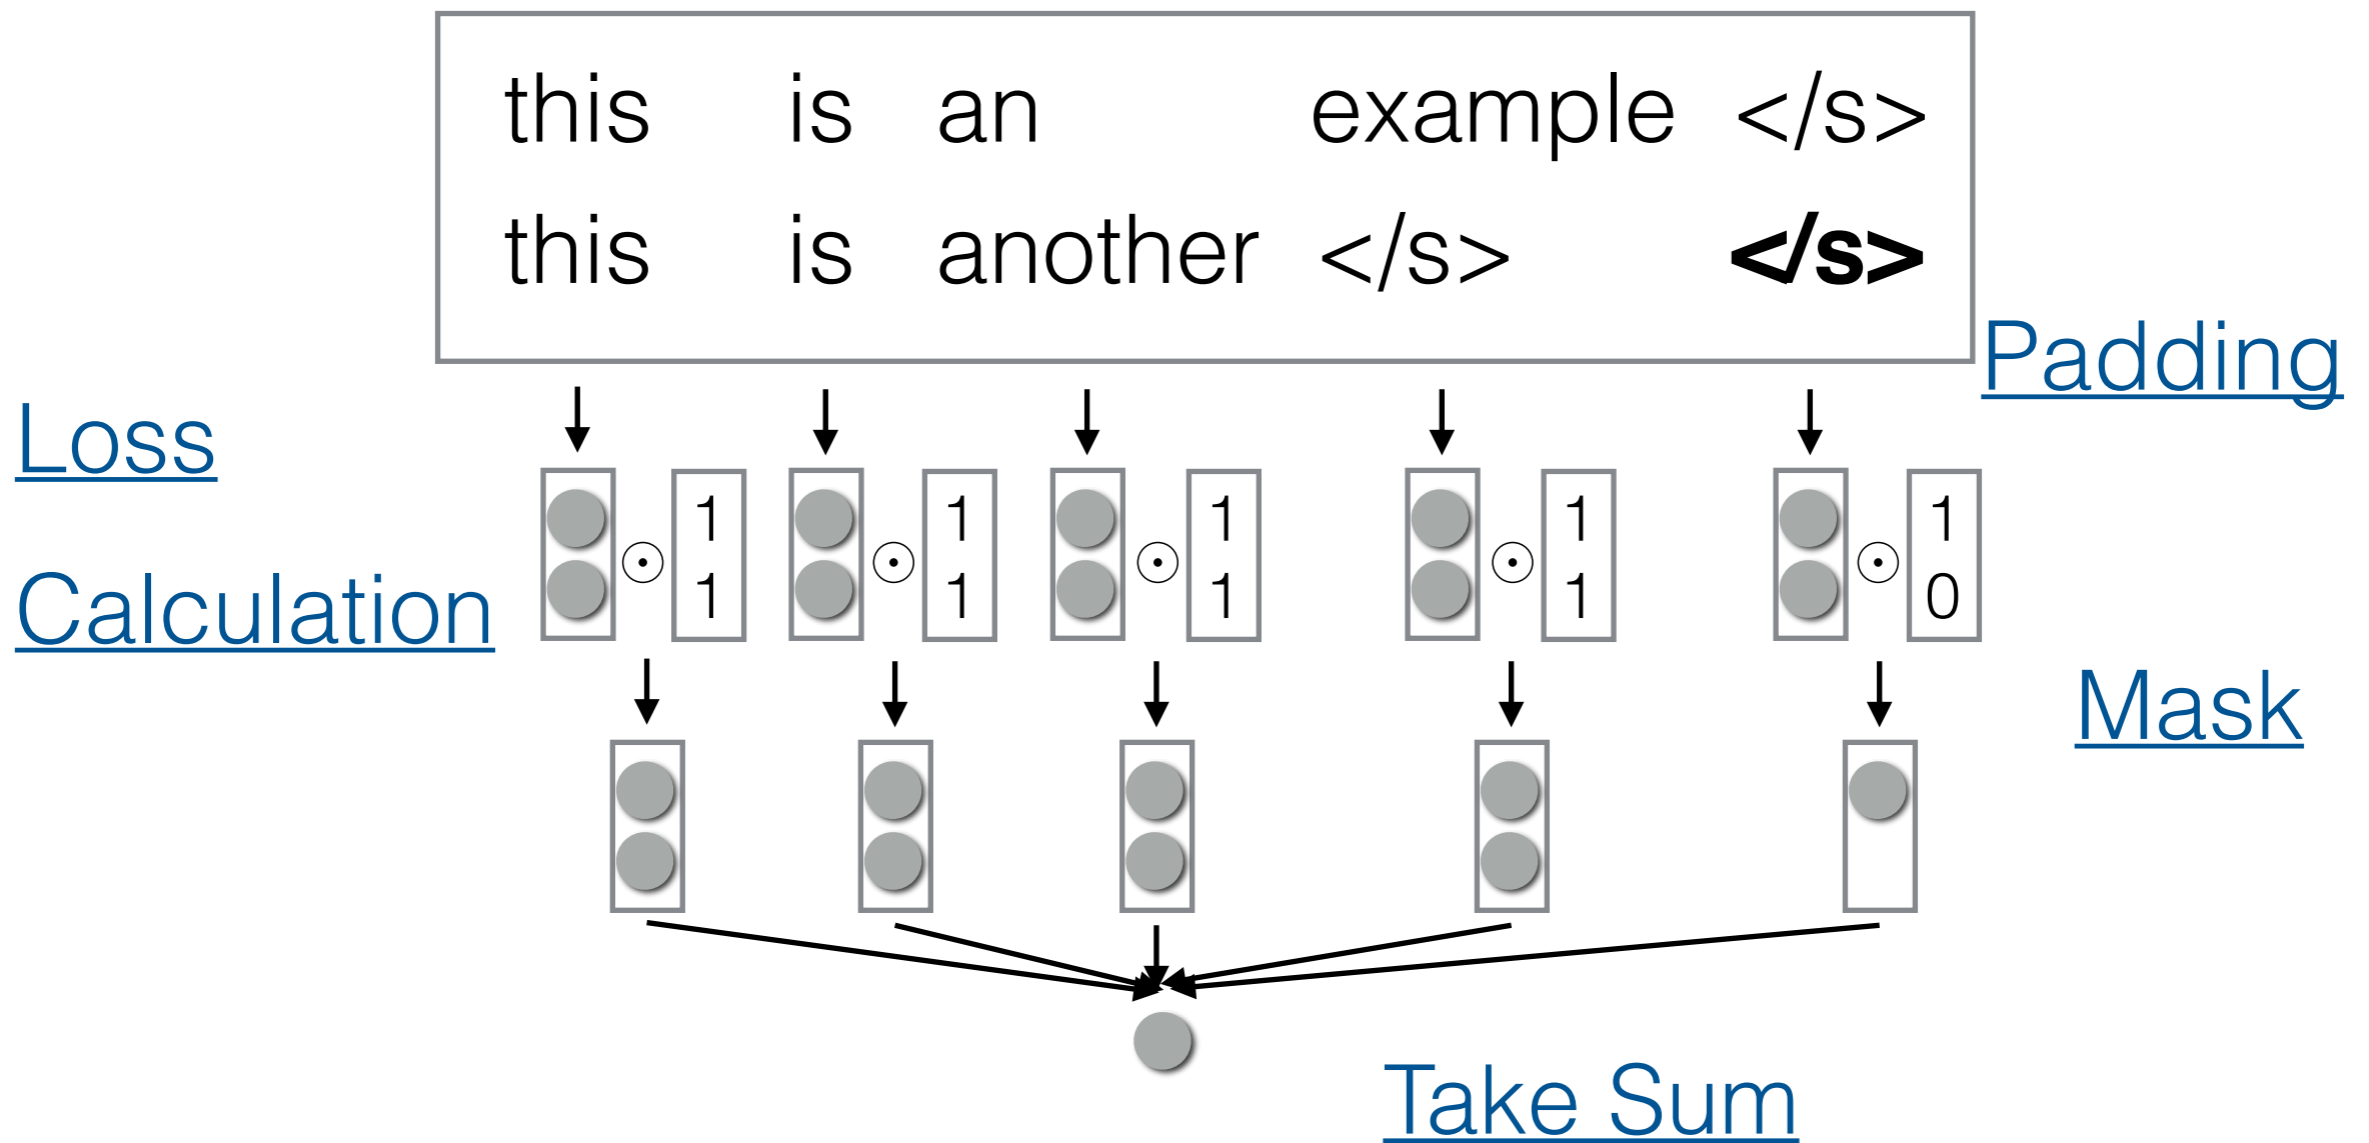 this is an example </s>
this is another </s> </s>
Padding
Loss
Calculation
1 1 1 1 1
1 1 1 1 0
Mask
Take Sum